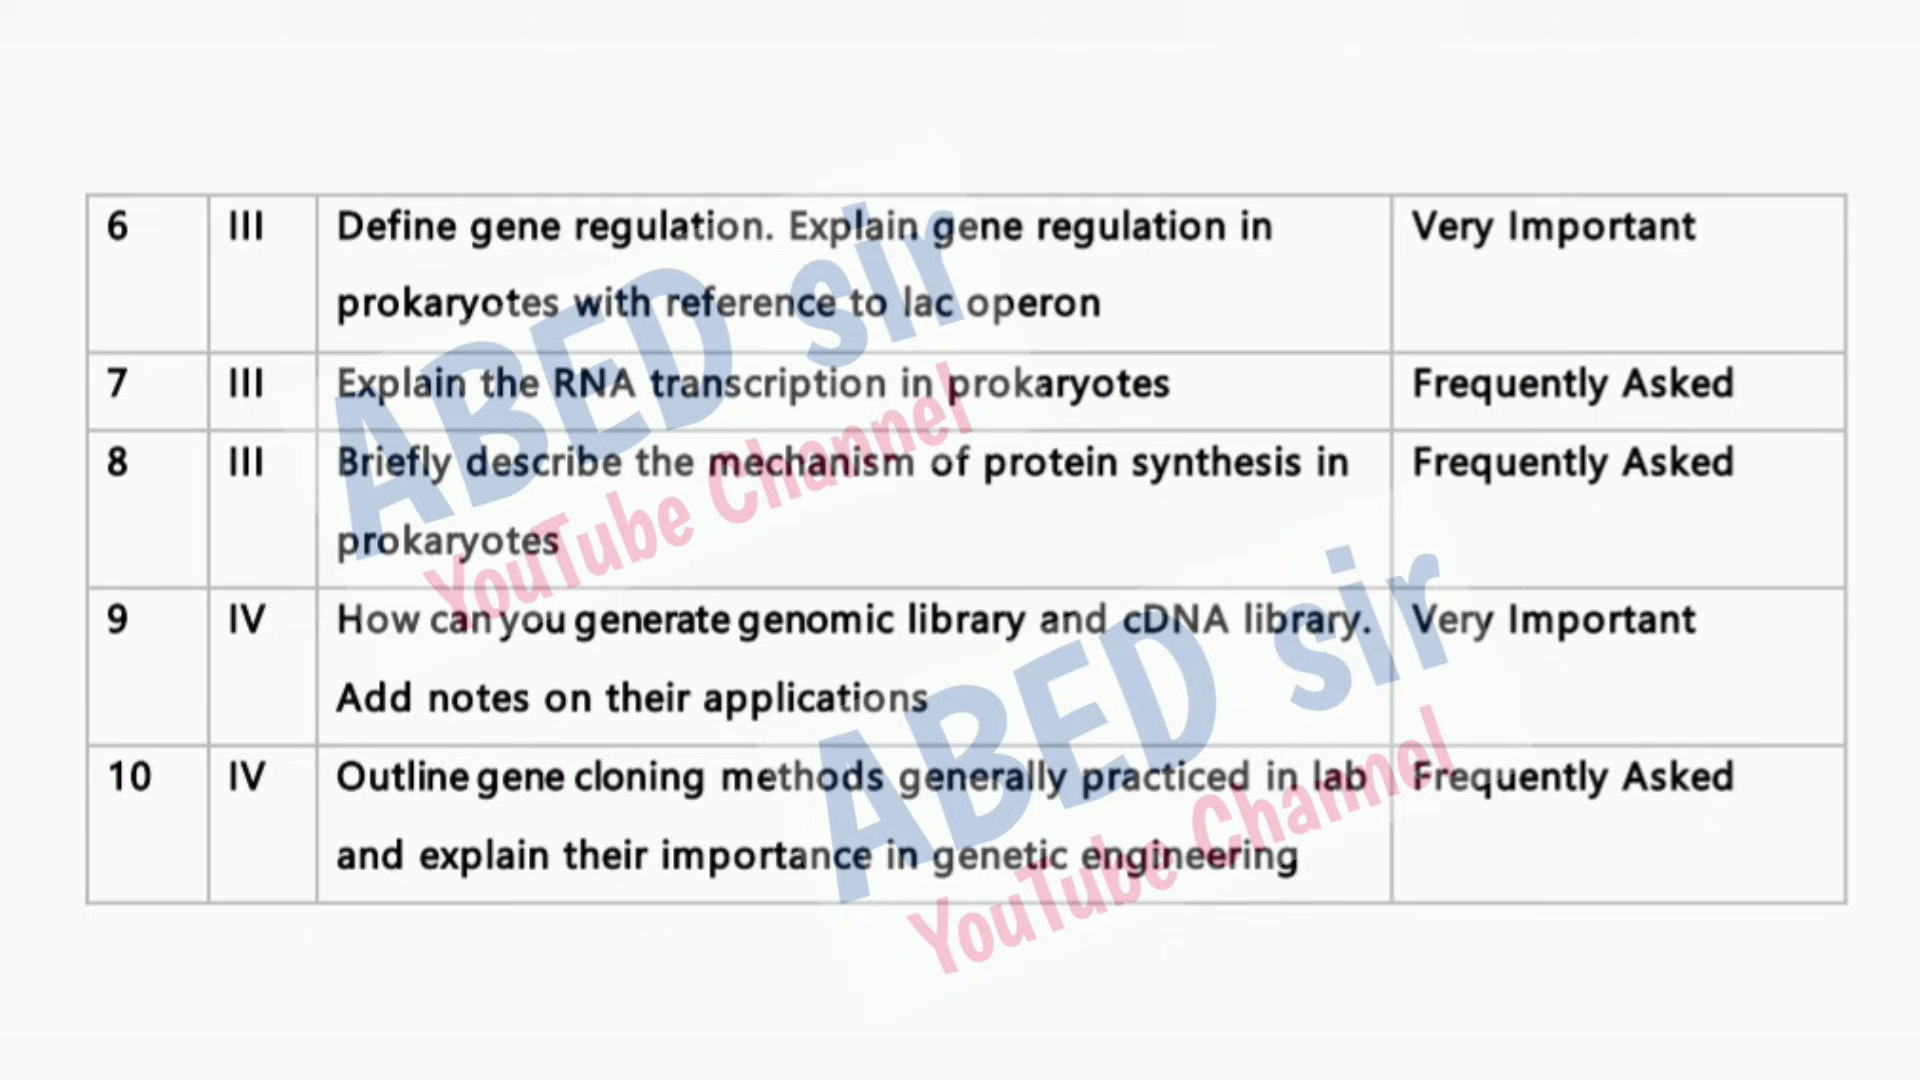 6 III Define gene regulation. Explain gene regulation in Very Important
prokaryotes with reference to lac operon
7 III Explain the RNA transcription in prokaryotes Frequently Asked
8 III Briefly describe the mechanism of protein synthesis in Frequently Asked
prokaryotes
9 IV How can you generate genomic library and cDNA library. Very Important
Add notes on their applications
10 IV Outline gene cloning methods generally practiced in lab Frequently Asked
and explain their importance in genetic engineering
ABED sir
YouTube Channel
ABED sir
YouTube Channel